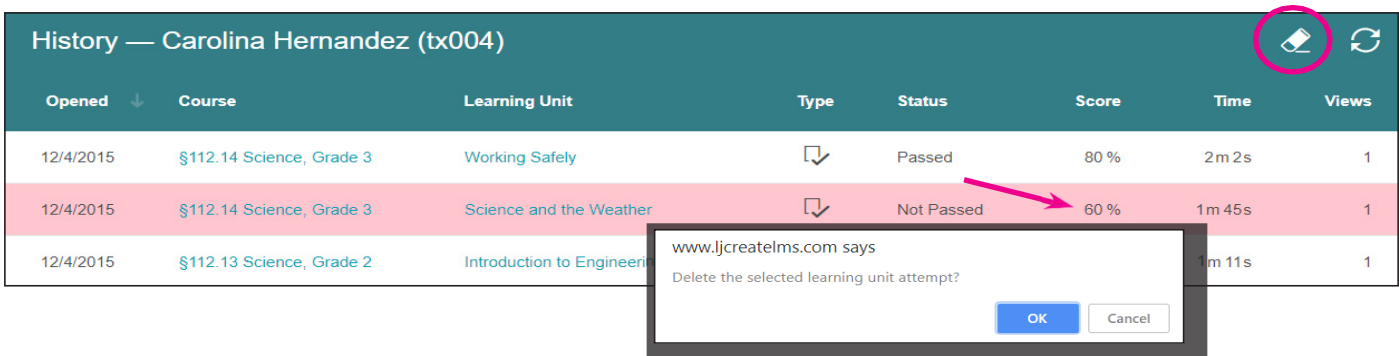 History — Carolina Hernandez (tx004)
Opened Course Learning Unit Type Status Score Time Views
12/4/2015 §112.14 Science, Grade 3 Working Safely Passed 80 % 2m 2s 1
12/4/2015 §112.14 Science, Grade 3 Science and the Weather Not Passed 60 % 1m 45s 1
12/4/2015 §112.13 Science, Grade 2 Introduction to Engineerin m 11s 1
www.ljcreatelms.com says
Delete the selected learning unit attempt?
OK Cancel